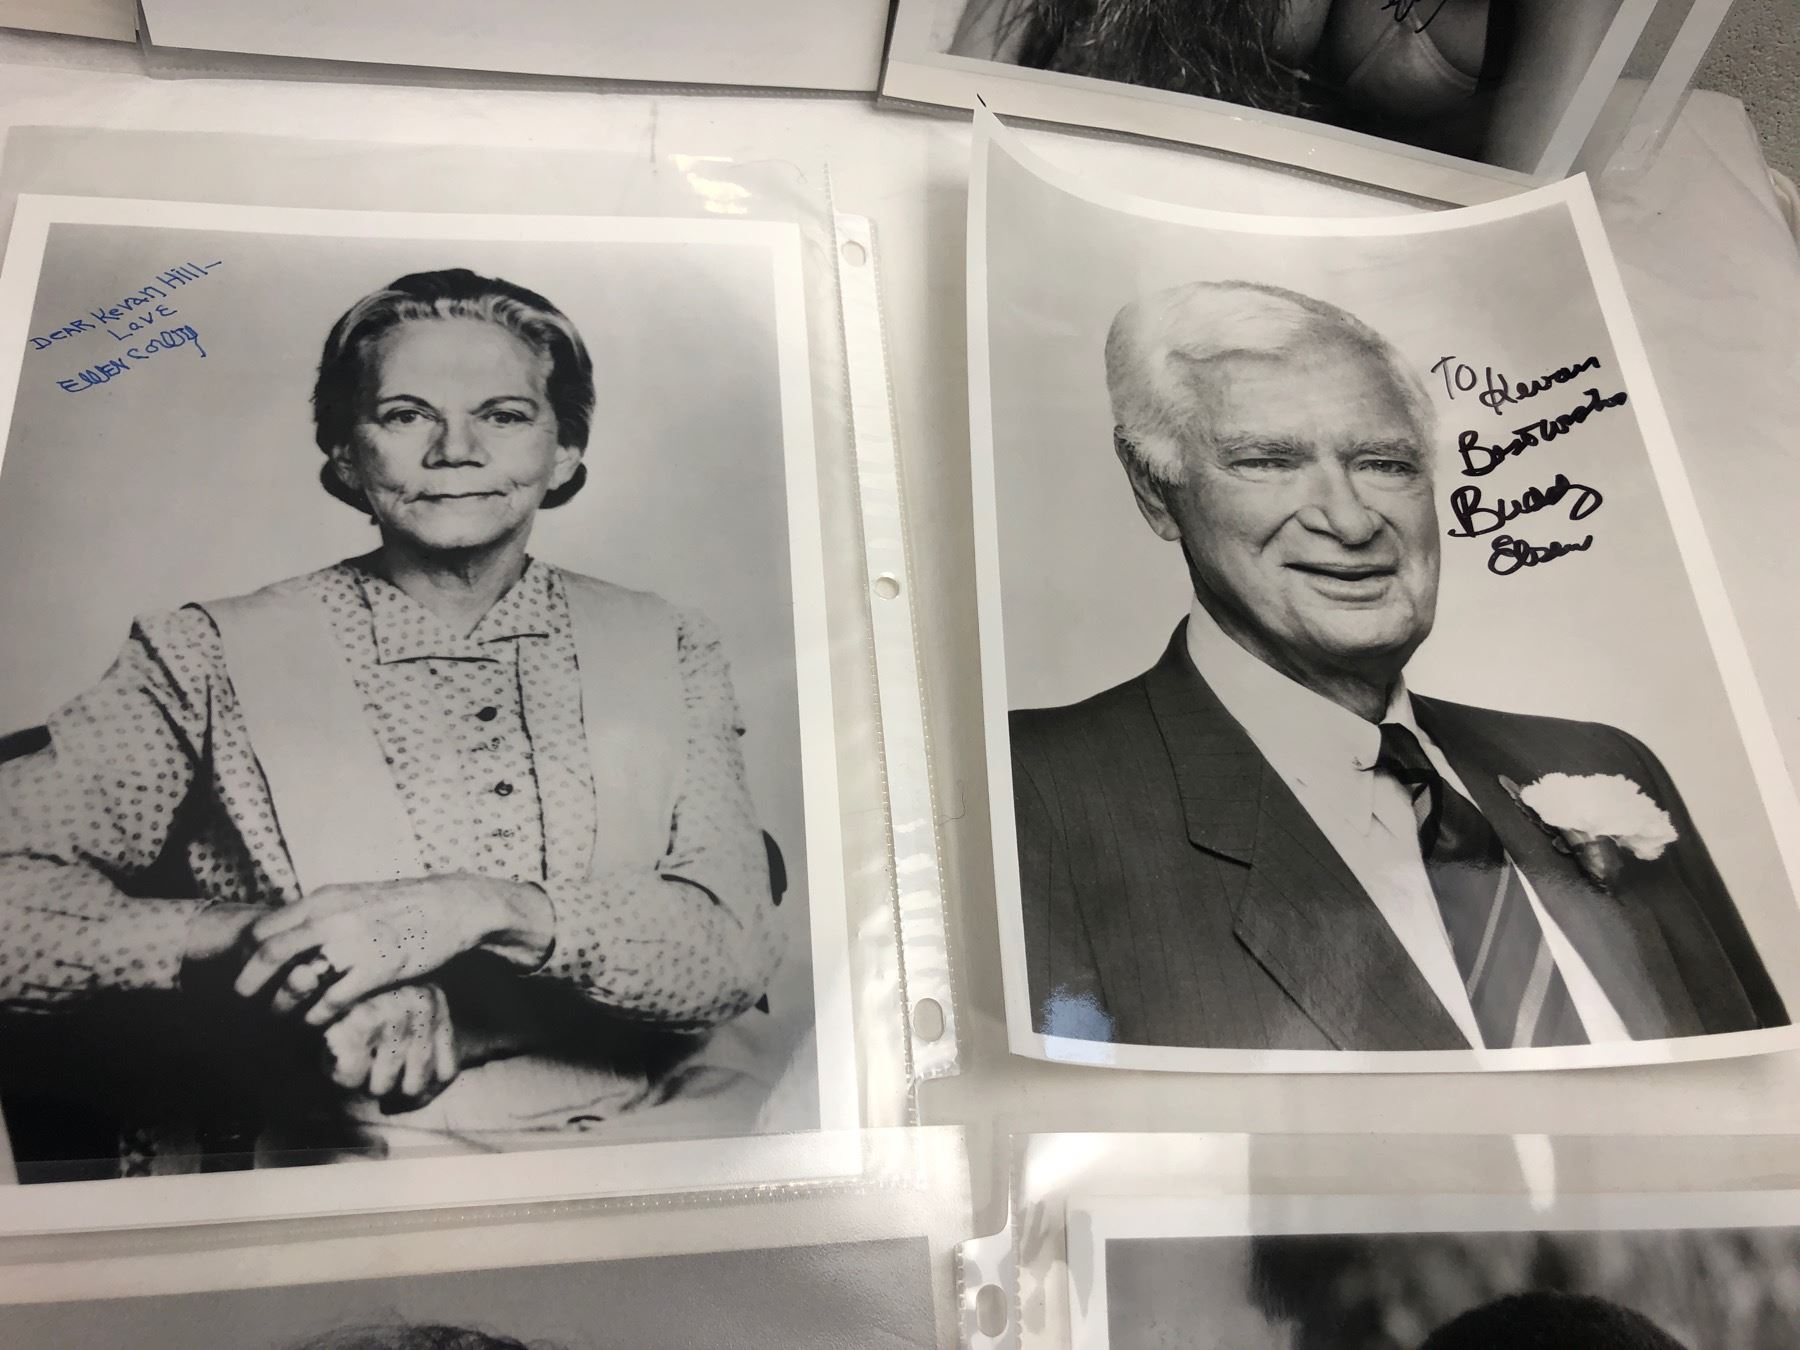 DEAR Kevan Hill-
LovE
EllEN CoRby
TO Kevan
Best wishes
Buddy
Ebsen